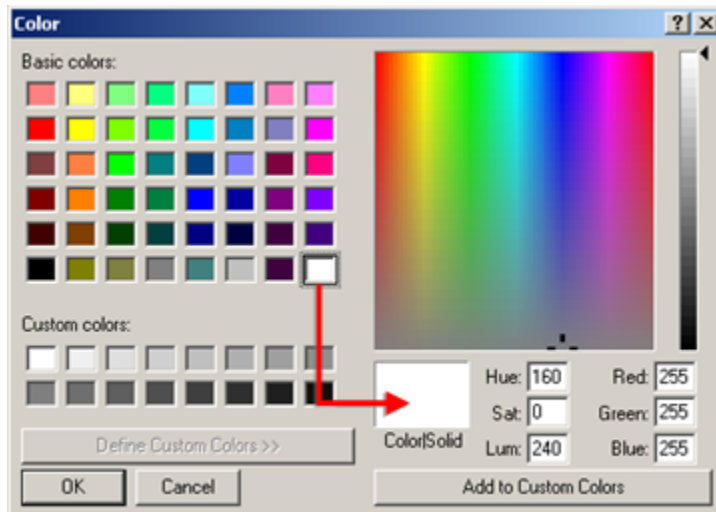 Color
Basic colors:
Custom colors:
Define Custom Colors >>
OK Cancel
Hue: 160 Red: 255
Sat: 0 Green: 255
Color|Solid Lum: 240 Blue: 255
Add to Custom Colors